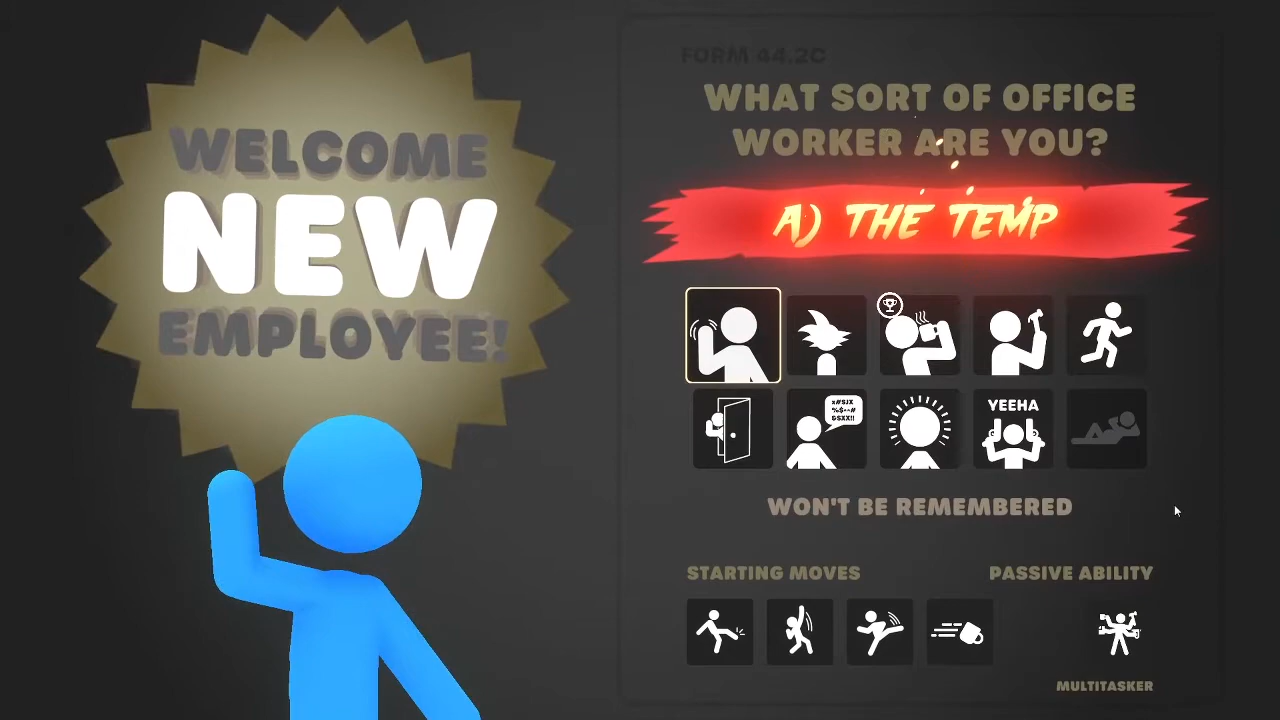 WELCOME
NEW
EMPLOYEE!
FORM 44.2C
WHAT SORT OF OFFICE
WORKER ARE YOU?
A) THE TEMP
YEEHA
WON'T BE REMEMBERED
STARTING MOVES
PASSIVE ABILITY
MULTITASKER